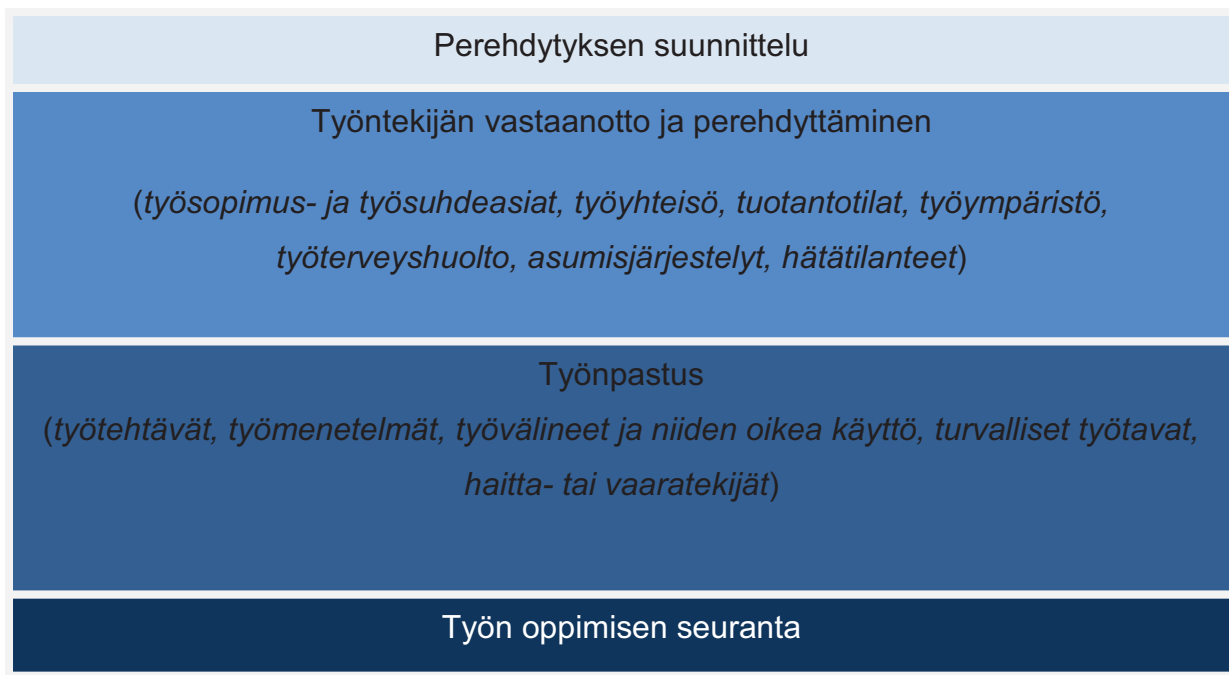 Perehdytyksen suunnittelu
Työntekijän vastaanotto ja perehdyttäminen
(työsopimus- ja työsuhdeasiat, työyhteisö, tuotantotilat, työympäristö,
työterveyshuolto, asumisjärjestelyt, hätätilanteet)
Työnpastus
(työtehtävät, työmenetelmät, työvälineet ja niiden oikea käyttö, turvalliset työtavat,
haitta- tai vaaratekijät)
Työn oppimisen seuranta